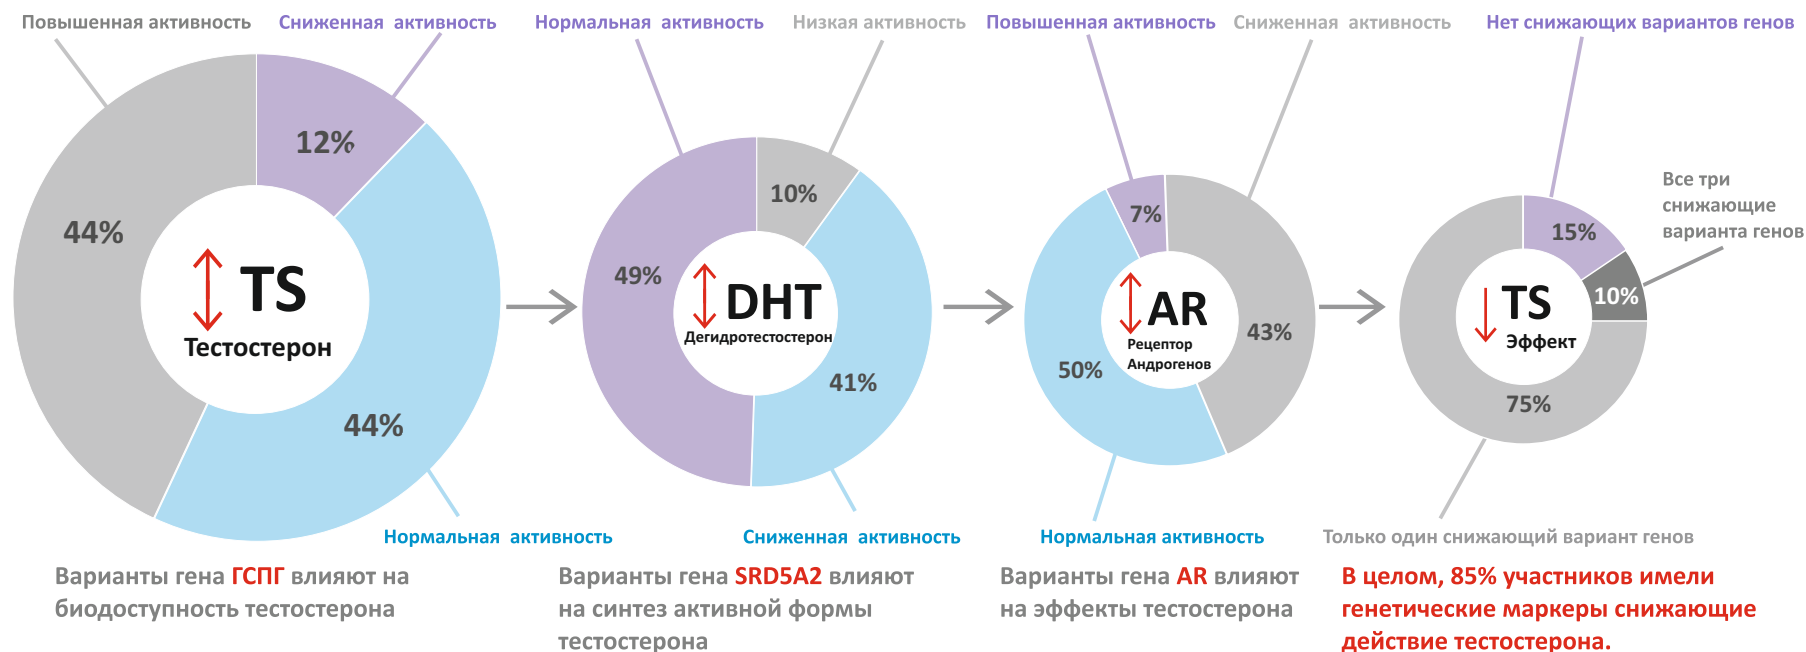 Повышенная активность
Сниженная активность
Нормальная активность
Низкая активность
Повышенная активность
Сниженная активность
Нет снижающих вариантов генов
12%
44%
44%
TS
Тестостерон
Нормальная активность
10%
49%
41%
DHT
Дегидротестостерон
Сниженная активность
7%
43%
50%
AR
Рецептор
Андрогенов
Нормальная активность
Все три
снижающие
варианта генов
15%
10%
75%
TS
Эффект
Только один снижающий вариант генов
Варианты гена ГСПГ влияют на
биодоступность тестостерона
Варианты гена SRD5A2 влияют
на синтез активной формы
тестостерона
Варианты гена AR влияют
на эффекты тестостерона
В целом, 85% участников имели
генетические маркеры снижающие
действие тестостерона.